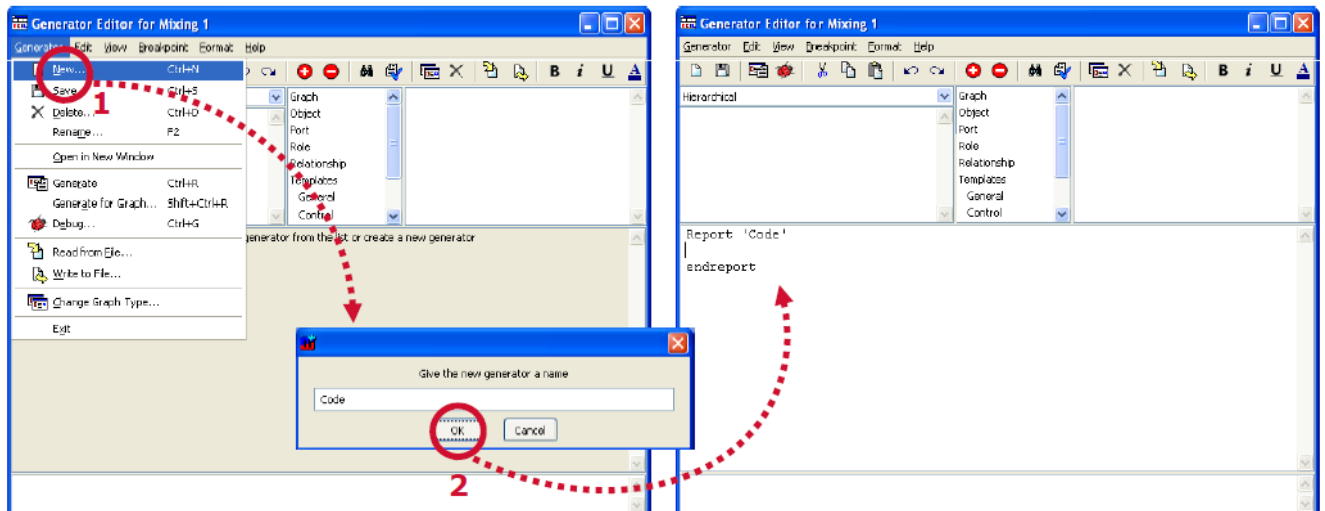 Generator Editor for Mixing 1
Generator Edit View Breakpoint Format Help
New... Ctrl+N
B i U A
Save Ctrl+S
1
Delete... Ctrl+D
Rename... F2
Open in New Window
Generate Ctrl+R
Generate for Graph... Shift+Ctrl+R
Debug... Ctrl+G
Read from File...
Write to File...
Change Graph Type...
Exit
Graph
Object
Port
Role
Relationship
Templates
General
Control
generator from the list or create a new generator
Give the new generator a name
Code
OK Cancel
2
Generator Editor for Mixing 1
Generator Edit View Breakpoint Format Help
B i U A
Hierarchical
Graph
Object
Port
Role
Relationship
Templates
General
Control
Report 'Code'
endreport